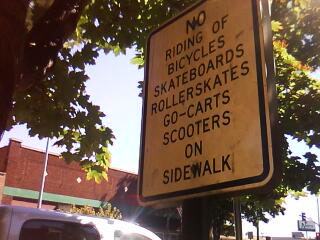 NO
RIDING OF
BICYCLES
SKATEBOARDS
ROLLERSKATES
GO-CARTS
SCOOTERS
ON
SIDEWALK